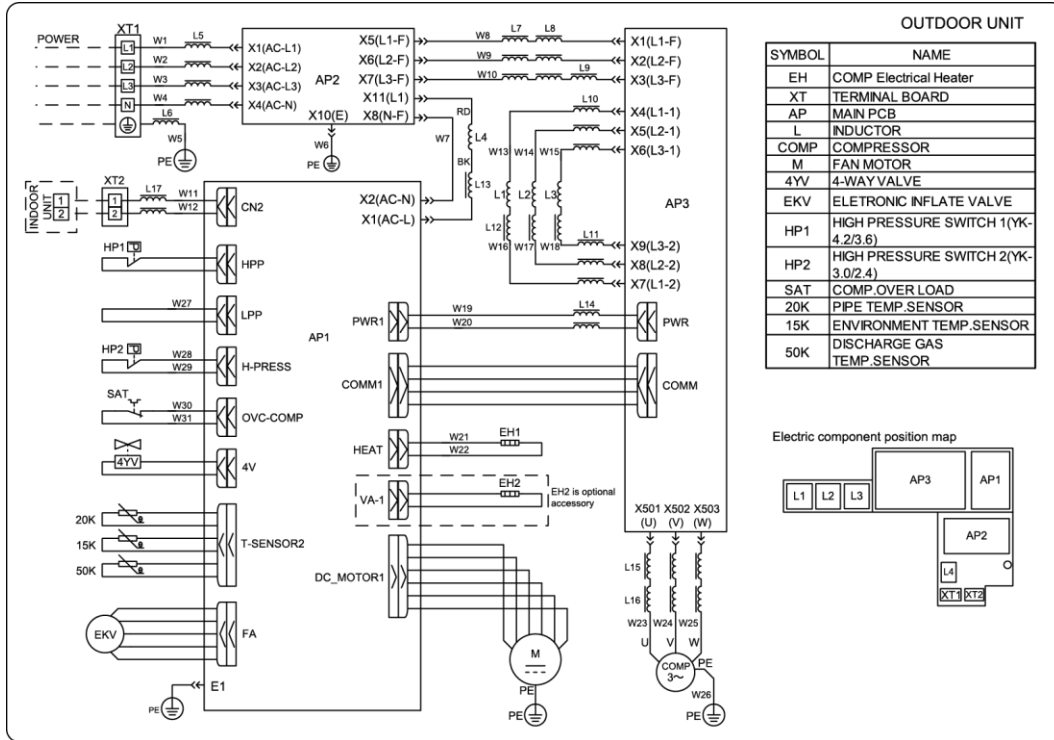 OUTDOOR UNIT
SYMBOL NAME
EH COMP Electrical Heater
XT TERMINAL BOARD
AP MAIN PCB
L INDUCTOR
COMP COMPRESSOR
M FAN MOTOR
4YV 4-WAY VALVE
EKV ELETRONIC INFLATE VALVE
HP1 HIGH PRESSURE SWITCH 1(YK-
4.2/3.6)
HP2 HIGH PRESSURE SWITCH 2(YK-
3.0/2.4)
SAT COMP.OVER LOAD
20K PIPE TEMP.SENSOR
15K ENVIRONMENT TEMP.SENSOR
50K DISCHARGE GAS
TEMP.SENSOR
POWER XT1
L1 W1 L5 X1(AC-L1)
L2 W2 X2(AC-L2)
L3 W3 X3(AC-L3)
N W4 X4(AC-N)
L6
W5
PE
AP2
X5(L1-F) W8 L7 L8 X1(L1-F)
X6(L2-F) W9 X2(L2-F)
X7(L3-F) W10 L9 X3(L3-F)
X11(L1)
X10(E) X8(N-F)
W6
PE
RD
W7 L4
BK
L13
L10 X4(L1-1)
X5(L2-1)
W13 W14 W15 X6(L3-1)
L1 L2 L3
L12
W16 W17 W18
L11 X9(L3-2)
X8(L2-2)
X7(L1-2)
AP3
INDOOR
UNIT
1
2
XT2
1
2
L17 W11
W12
CN2
X2(AC-N)
X1(AC-L)
HP1 P HPP
W27 LPP
HP2 P W28
W29 H-PRESS
SAT W30
W31 OVC-COMP
4YV 4V
20K
15K T-SENSOR2
50K
EKV FA
E1
PE
AP1
PWR1 W19 L14 PWR
W20
COMM1 COMM
HEAT W21 EH1
W22
VA-1 EH2
EH2 is optional
accessory
DC_MOTOR1
M
PE
PE
X501 X502 X503
(U) (V) (W)
L15
L16
W23 W24 W25
U V W
COMP
3～
PE
W26
PE
Electric component position map
L1 L2 L3 AP3 AP1
AP2
L4
XT1 XT2